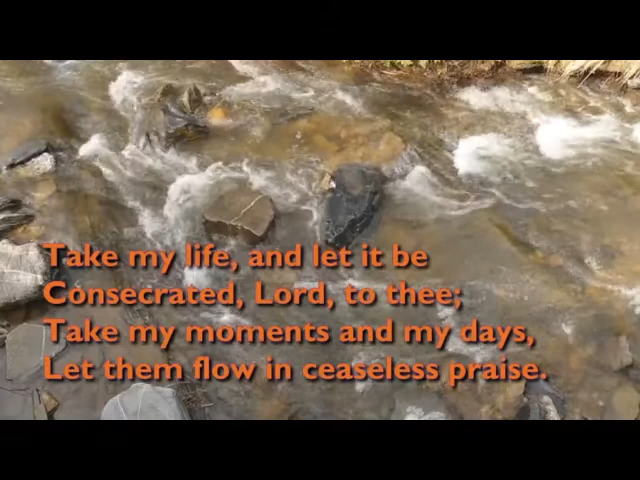 Take my life, and let it be
Consecrated, Lord, to thee;
Take my moments and my days,
Let them flow in ceaseless praise.